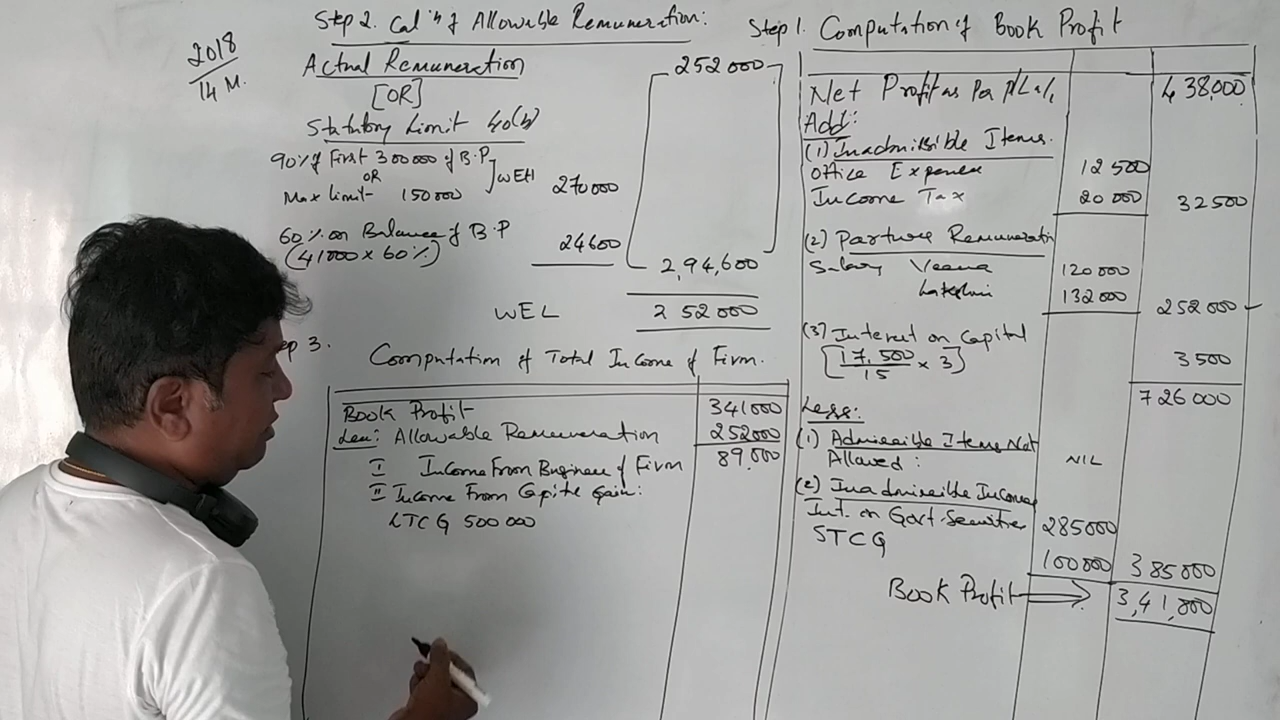 2018
14 M.
Step 2. Calⁿ of Allowable Remuneration:
Actual Remuneration 252000
[OR]
Statutory Limit 40(b)
90% of First 300000 of B.P
OR
WEH
Max limit- 150000
270000
60% on Balance of B.P 24600
(41000 x 60%)
2,94,600
WEL 252000
ep 3.
Computation of Total Income of Firm.
Book Profit 341000
Less: Allowable Remuneration 252000
I Income From Business of Firm 89,000
II Income From Capital Gain:
LTCG 500000
Step 1. Computation of Book Profit
Net Profit as Per P/L a/c 438,000
Add:
(1) Inadmissible Items.
Office Expenses 12500
Income Tax 20000 32500
(2) Partners Remuneration
Salary Veena 120000
Lakshmi 132000 252000
(3) Interest on Capital
[17,500/15 x 3] 3500
726000
Less:
(1) Admissible Items Not
Allowed: NIL
(2) Inadmissible Incomes
Int. on Govt Securities 285000
STCG
100000 385000
Book Profit ⇒ 3,41,000